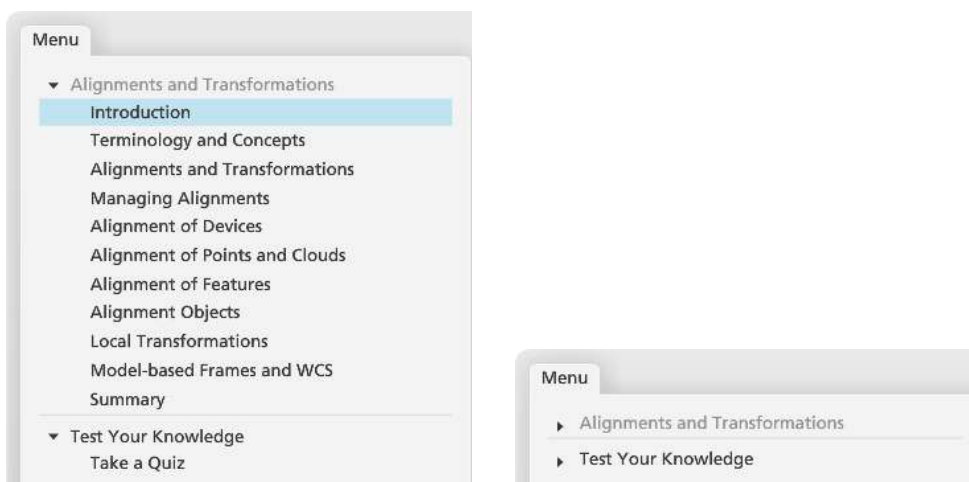 Menu
Alignments and Transformations
Introduction
Terminology and Concepts
Alignments and Transformations
Managing Alignments
Alignment of Devices
Alignment of Points and Clouds
Alignment of Features
Alignment Objects
Local Transformations
Model-based Frames and WCS
Summary
Test Your Knowledge
Take a Quiz
Menu
Alignments and Transformations
Test Your Knowledge